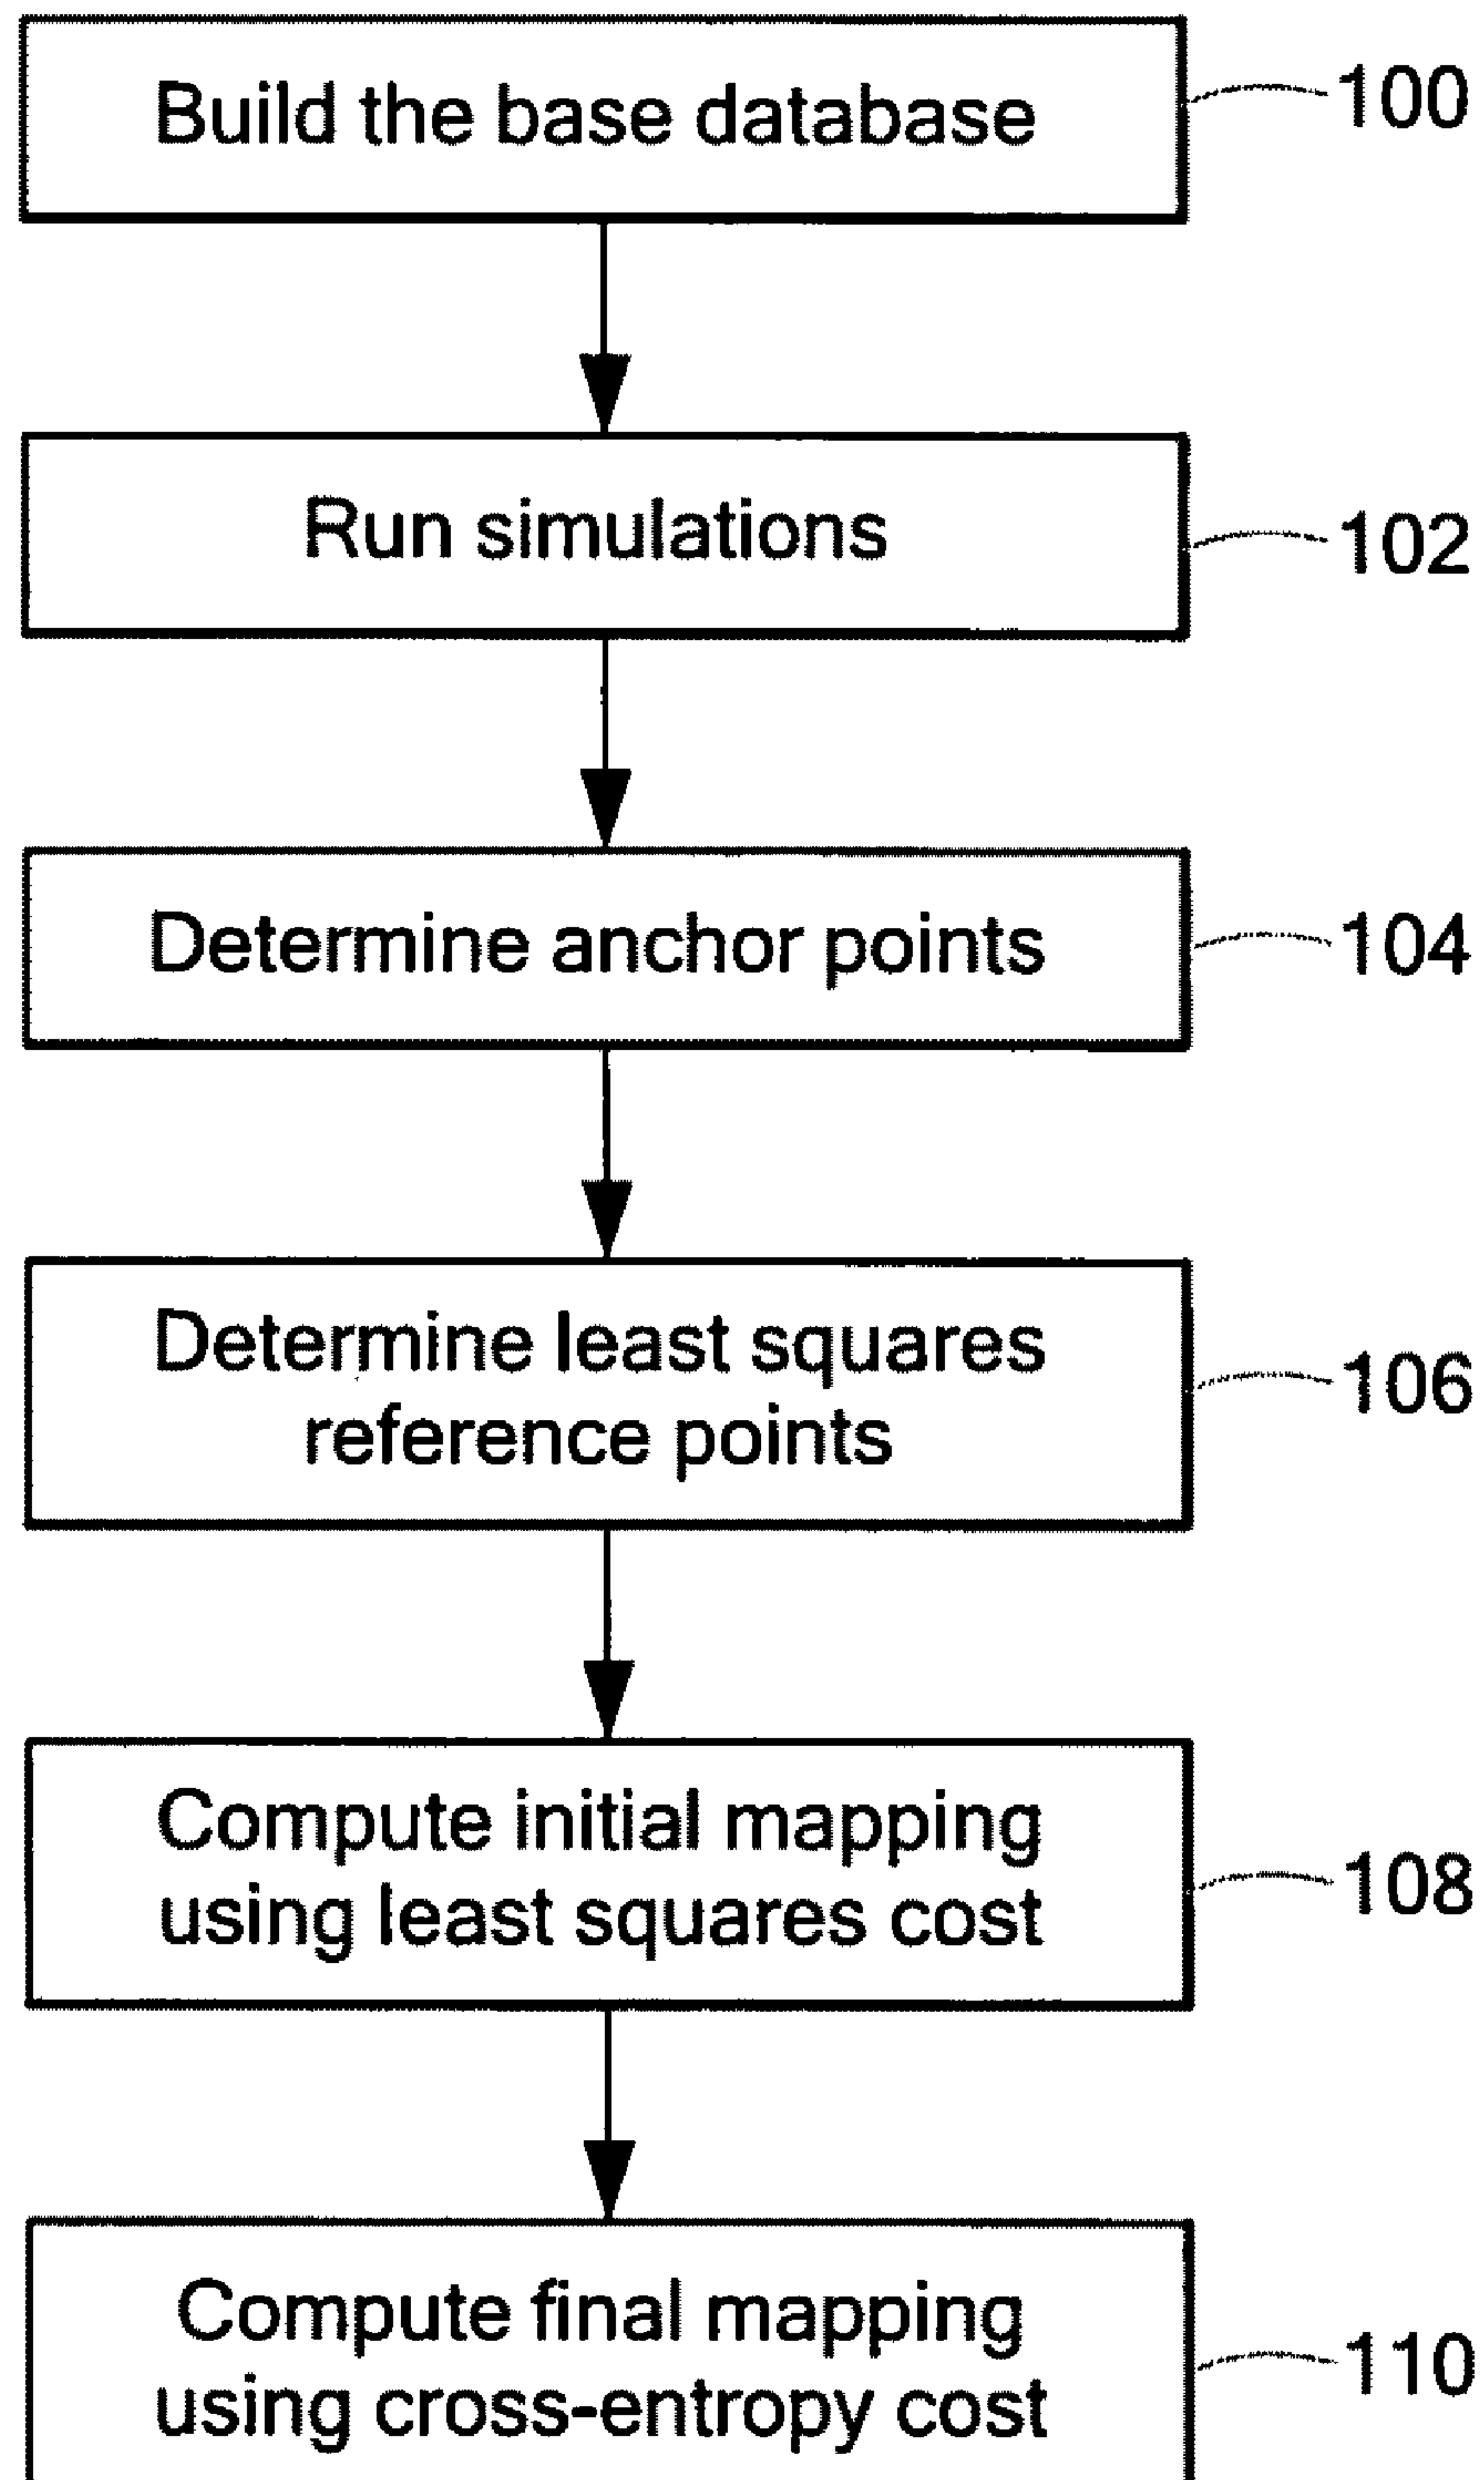 Build the base database
100
Run simulations
102
Determine anchor points
104
Determine least squares
reference points
106
Compute initial mapping
using least squares cost
108
Compute final mapping
using cross-entropy cost
110